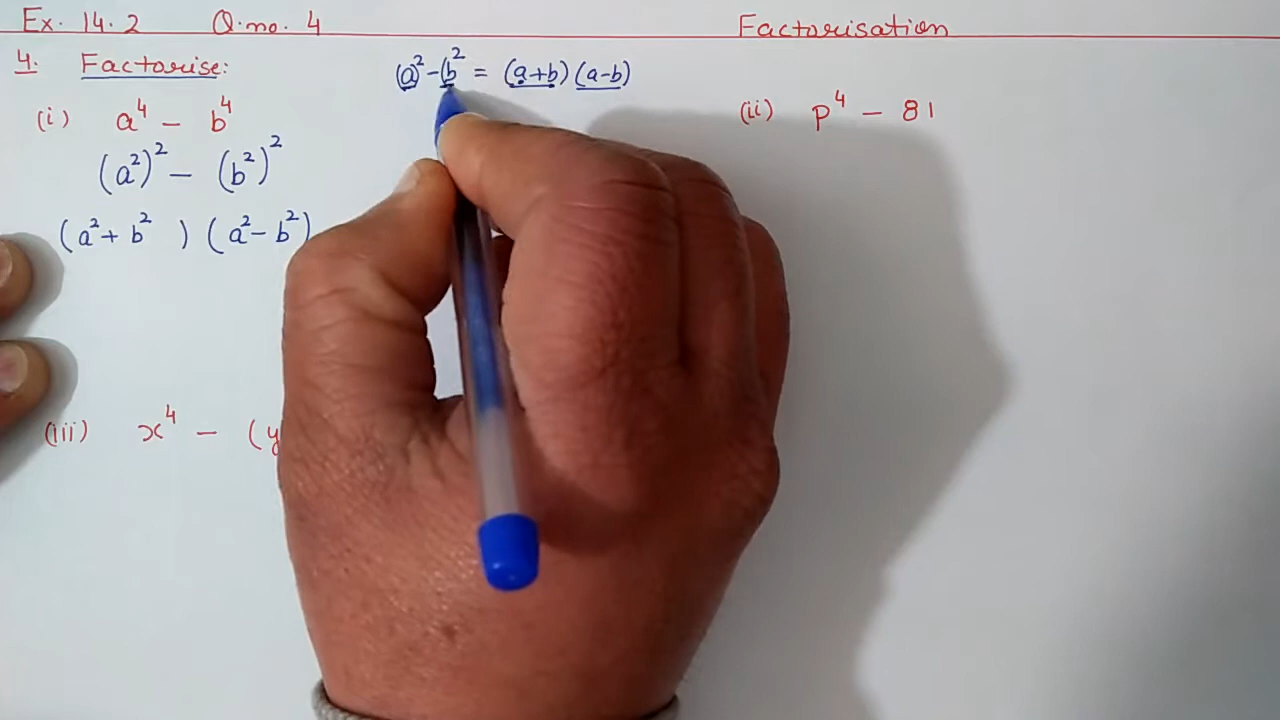 Ex. 14.2 Q.no. 4 Factorisation
4. Factorise:
(a)² - (b² = (a+b) (a-b)
(i) a⁴ - b⁴
(a²)² - (b²)²
(a² + b² ) (a² - b²)
(ii) p⁴ - 81
(iii) x⁴ - (y